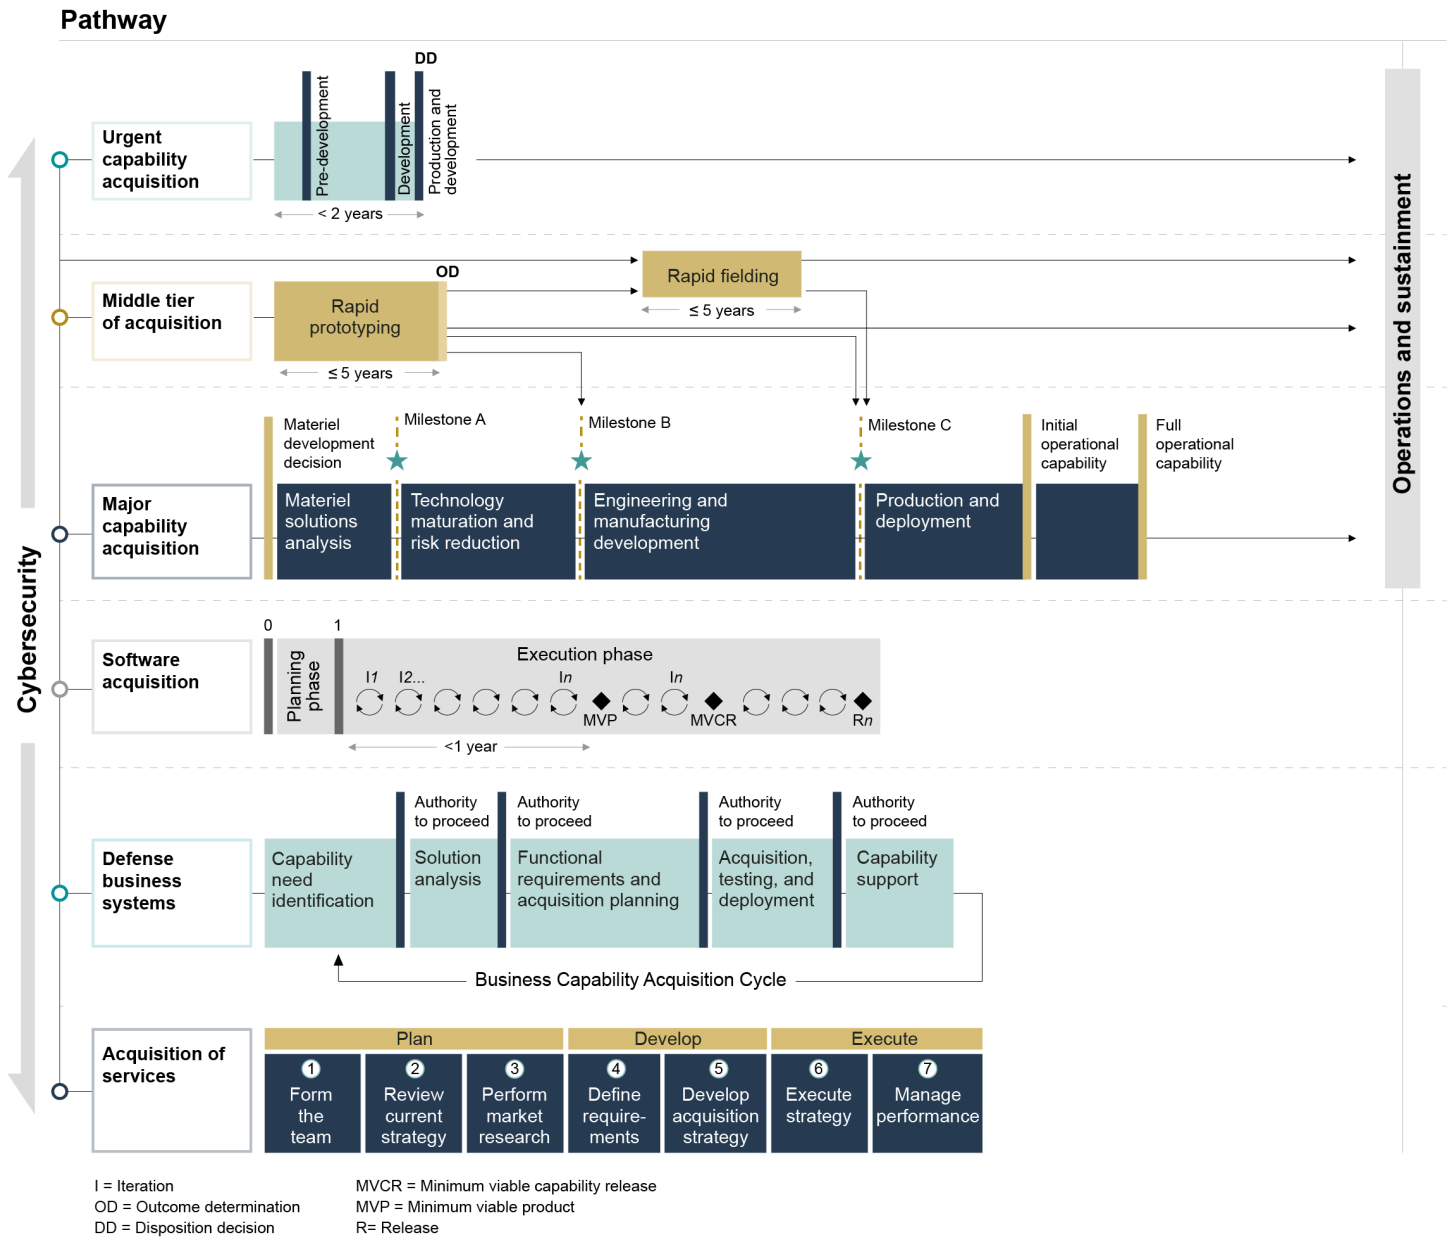 Pathway
Cybersecurity
Operations and sustainment
Urgent
capability
acquisition
DD
Pre-development
Development
Production and
development
< 2 years
Middle tier
of acquisition
OD
Rapid
prototyping
≤ 5 years
Rapid fielding
≤ 5 years
Major
capability
acquisition
Materiel
development
decision
Milestone A
Milestone B
Milestone C
Initial
operational
capability
Full
operational
capability
Materiel
solutions
analysis
Technology
maturation and
risk reduction
Engineering and
manufacturing
development
Production and
deployment
Software
acquisition
0
1
Planning
phase
Execution phase
I1
I2...
In
In
MVP
MVCR
Rn
<1 year
Defense
business
systems
Authority
to proceed
Authority
to proceed
Authority
to proceed
Authority
to proceed
Capability
need
identification
Solution
analysis
Functional
requirements and
acquisition planning
Acquisition,
testing, and
deployment
Capability
support
Business Capability Acquisition Cycle
Acquisition of
services
Plan
Develop
Execute
1
Form
the
team
2
Review
current
strategy
3
Perform
market
research
4
Define
require-
ments
5
Develop
acquisition
strategy
6
Execute
strategy
7
Manage
performance
I = Iteration
OD = Outcome determination
DD = Disposition decision
MVCR = Minimum viable capability release
MVP = Minimum viable product
R= Release